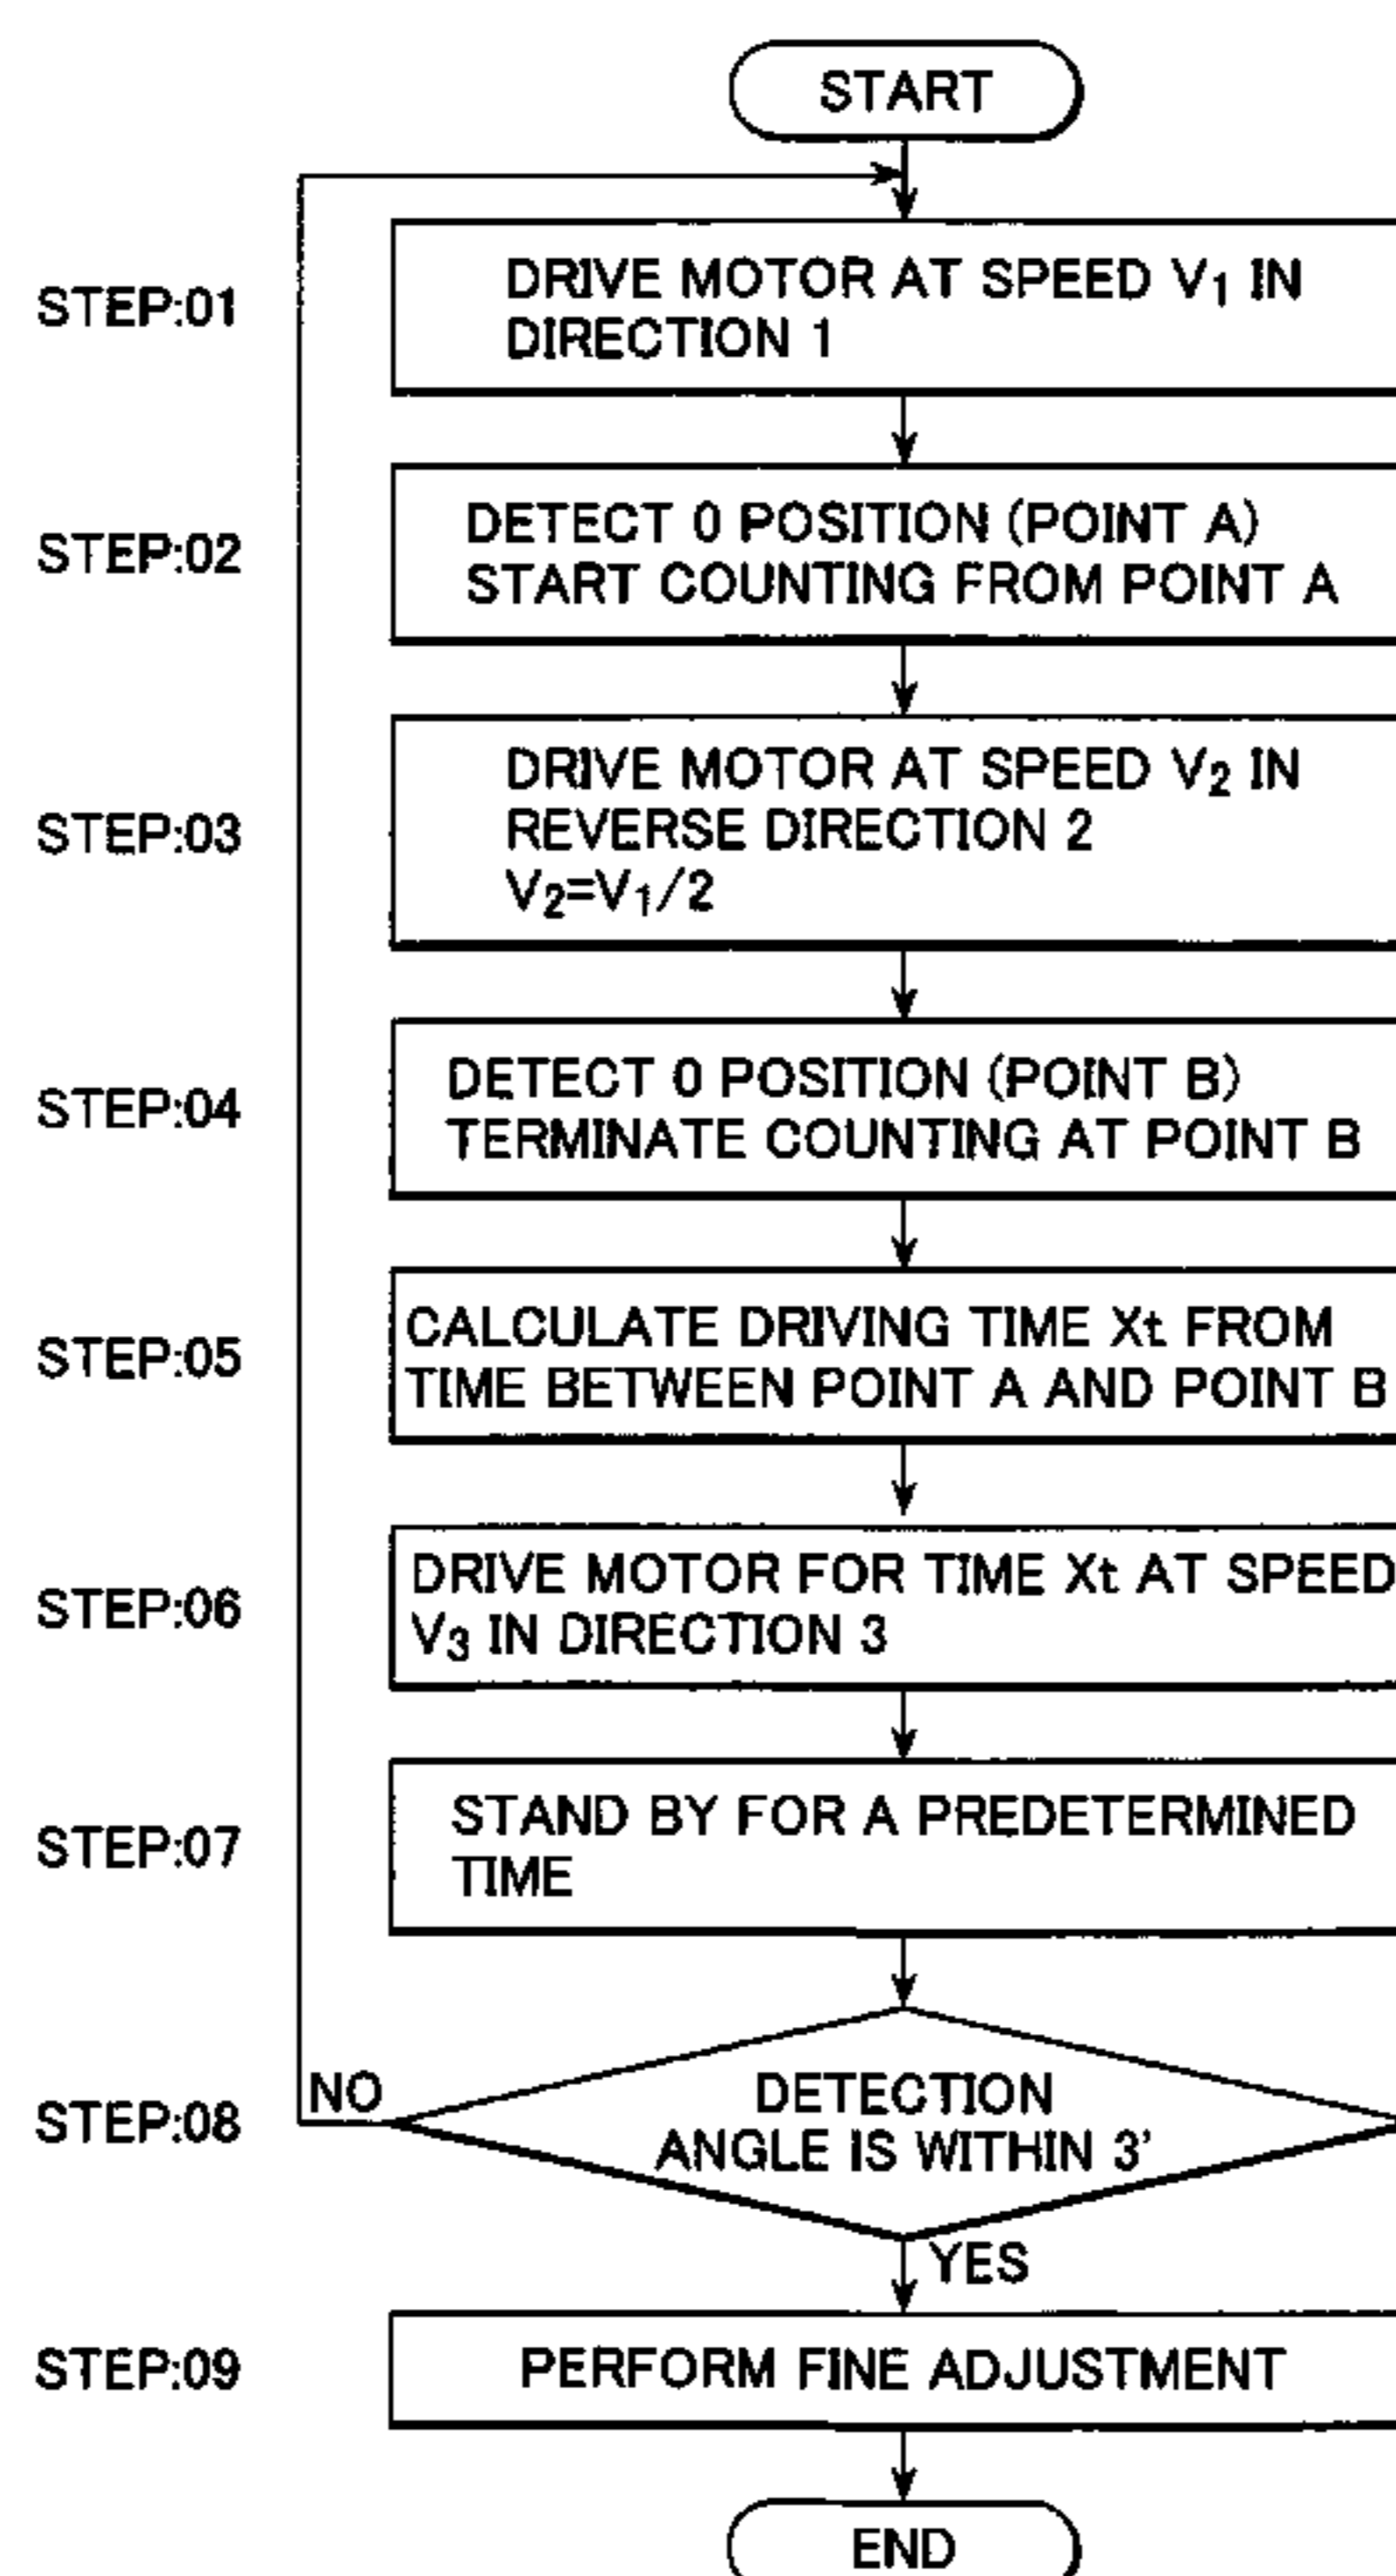 START
STEP:01
DRIVE MOTOR AT SPEED V₁ IN
DIRECTION 1
STEP:02
DETECT 0 POSITION (POINT A)
START COUNTING FROM POINT A
STEP:03
DRIVE MOTOR AT SPEED V₂ IN
REVERSE DIRECTION 2
V₂=V₁/2
STEP:04
DETECT 0 POSITION (POINT B)
TERMINATE COUNTING AT POINT B
STEP:05
CALCULATE DRIVING TIME Xt FROM
TIME BETWEEN POINT A AND POINT B
STEP:06
DRIVE MOTOR FOR TIME Xt AT SPEED
V₃ IN DIRECTION 3
STEP:07
STAND BY FOR A PREDETERMINED
TIME
STEP:08
NO
DETECTION
ANGLE IS WITHIN 3'
YES
STEP:09
PERFORM FINE ADJUSTMENT
END